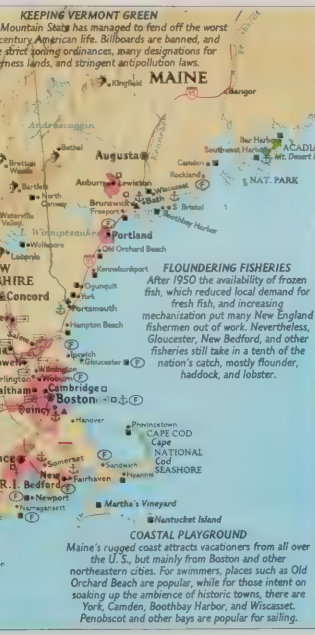 KEEPING VERMONT GREEN
Mountain State has managed to fend off the worst
century American life. Billboards are banned, and
strict zoning ordinances, many designations for
rness lands, and stringent antipollution laws.
Kingfield
MAINE
95
Bangor
Androscoggin
Kennebec
Bethel
Bar Harbor
Southwest Harbor
ACADIA
Mt. Desert I.
NAT. PARK
Augusta
Camden
Rockland
F
Bretton
Woods
Bartlett
North
Conway
Auburn
Lewiston
Wiscasset
Bath
Brunswick
Freeport
S Bristol
Boothbay Harbor
Waterville
Valley
L. Winnipesaukee
Portland
Wolfeboro
Old Orchard Beach
Laconia
Kennebunkport
W
SHIRE
Concord
Ogunquit
York
Portsmouth
Hampton Beach
FLOUNDERING FISHERIES
After 1950 the availability of frozen
fish, which reduced local demand for
fresh fish, and increasing
mechanization put many New England
fishermen out of work. Nevertheless,
Gloucester, New Bedford, and other
fisheries still take in a tenth of the
nation's catch, mostly flounder,
haddock, and lobster.
Ipswich
Gloucester
F
Wilmington
rlington
Woburn
altham
Cambridge
Boston
F
Quincy
Hanover
Provincetown
CAPE COD
Cape
NATIONAL
Cod
SEASHORE
F
Sandwich
Hyannis
Somerset
New
Bedford
Fairhaven
F
R.I.
Newport
Narragansett
F
Martha's Vineyard
Nantucket Island
COASTAL PLAYGROUND
Maine's rugged coast attracts vacationers from all over
the U.S., but mainly from Boston and other
northeastern cities. For swimmers, places such as Old
Orchard Beach are popular, while for those intent on
soaking up the ambience of historic towns, there are
York, Camden, Boothbay Harbor, and Wiscasset.
Penobscot and other bays are popular for sailing.